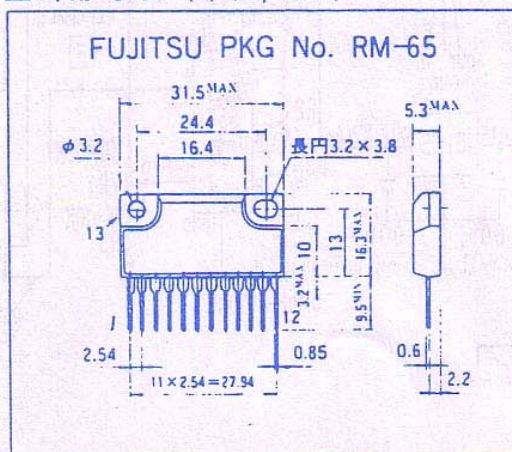 FUJITSU PKG No. RM-65
31.5MAX
5.3MAX
24.4
φ3.2
16.4
長円3.2×3.8
13
10
13
16.3MAX
3.2MAX
9.5MIN
1
12
2.54
0.85
0.6
11×2.54=27.94
2.2